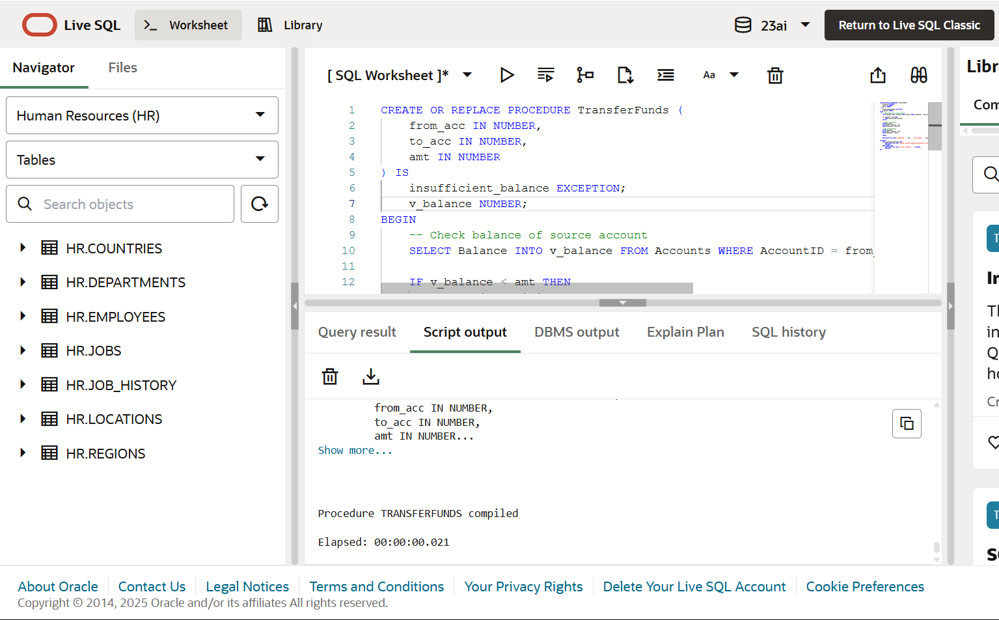 Live SQL
Worksheet
Library
23ai
Return to Live SQL Classic
Navigator
Files
Human Resources (HR)
Tables
Search objects
HR.COUNTRIES
HR.DEPARTMENTS
HR.EMPLOYEES
HR.JOBS
HR.JOB_HISTORY
HR.LOCATIONS
HR.REGIONS
[ SQL Worksheet ]*
Aa
1 CREATE OR REPLACE PROCEDURE TransferFunds (
2 from_acc IN NUMBER,
3 to_acc IN NUMBER,
4 amt IN NUMBER
5 ) IS
6 insufficient_balance EXCEPTION;
7 v_balance NUMBER;
8 BEGIN
9 -- Check balance of source account
10 SELECT Balance INTO v_balance FROM Accounts WHERE AccountID = from_
11
12 IF v_balance < amt THEN
Query result
Script output
DBMS output
Explain Plan
SQL history
from_acc IN NUMBER,
to_acc IN NUMBER,
amt IN NUMBER...
Show more...
Procedure TRANSFERFUNDS compiled
Elapsed: 00:00:00.021
About Oracle
Contact Us
Legal Notices
Terms and Conditions
Your Privacy Rights
Delete Your Live SQL Account
Cookie Preferences
Copyright © 2014, 2025 Oracle and/or its affiliates All rights reserved.